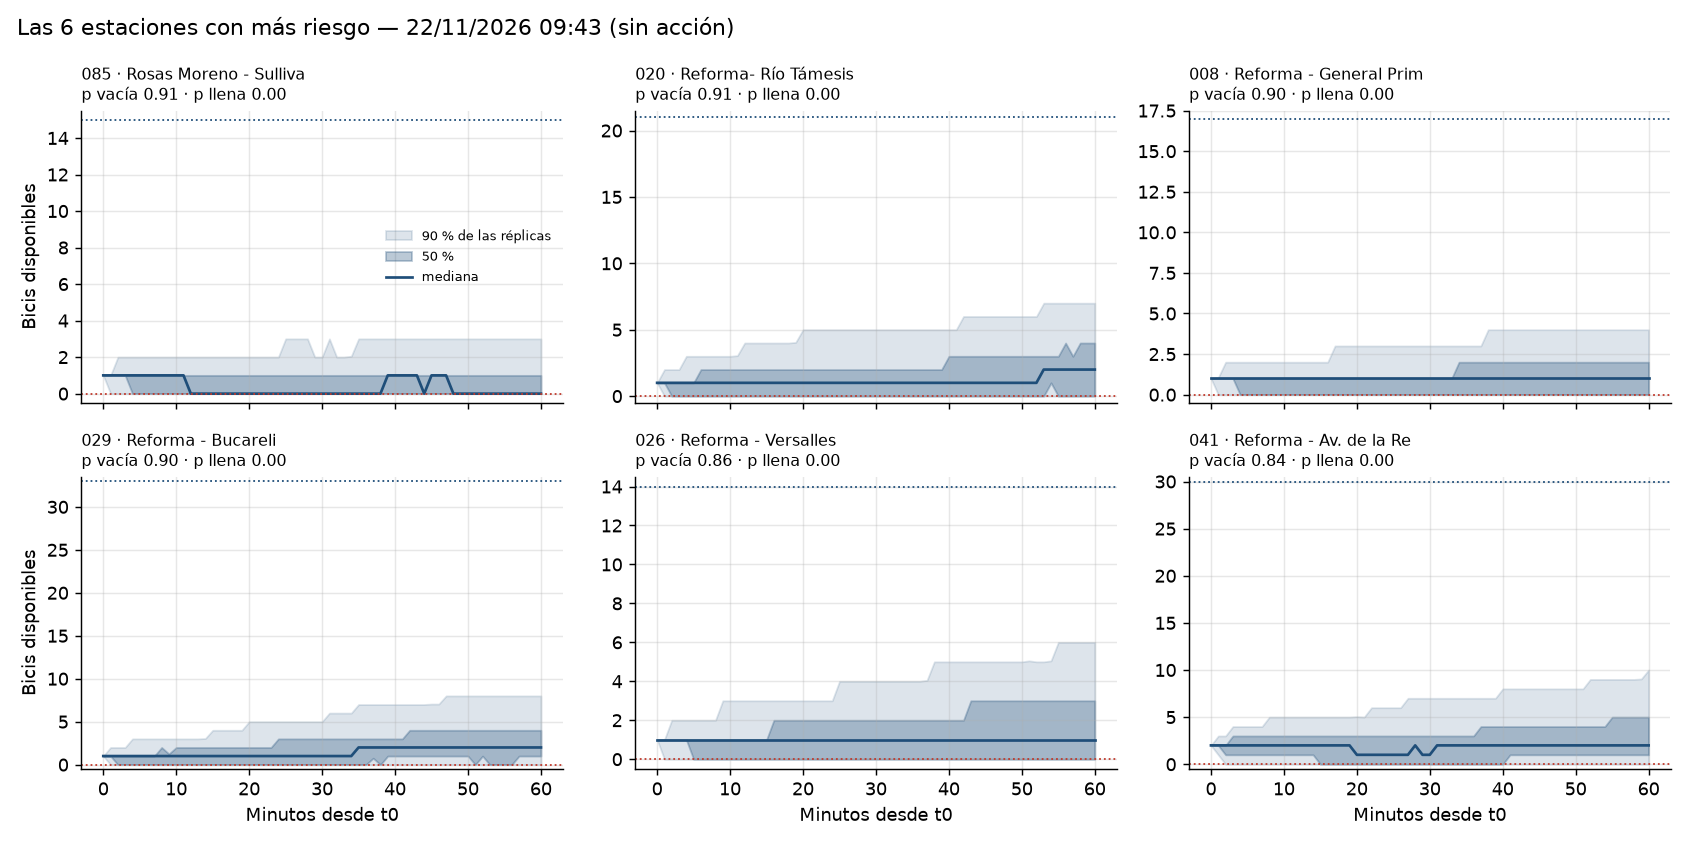 Las 6 estaciones con más riesgo — 22/11/2026 09:43 (sin acción)
085 · Rosas Moreno - Sulliva
p vacía 0.91 · p llena 0.00
14
12
10
8
6
4
2
0
Bicis disponibles
90 % de las réplicas
50 %
mediana
020 · Reforma- Río Támesis
p vacía 0.91 · p llena 0.00
20
15
10
5
0
008 · Reforma - General Prim
p vacía 0.90 · p llena 0.00
17.5
15.0
12.5
10.0
7.5
5.0
2.5
0.0
029 · Reforma - Bucareli
p vacía 0.90 · p llena 0.00
30
25
20
15
10
5
0
Bicis disponibles
0 10 20 30 40 50 60
Minutos desde t0
026 · Reforma - Versalles
p vacía 0.86 · p llena 0.00
14
12
10
8
6
4
2
0
0 10 20 30 40 50 60
Minutos desde t0
041 · Reforma - Av. de la Re
p vacía 0.84 · p llena 0.00
30
25
20
15
10
5
0
0 10 20 30 40 50 60
Minutos desde t0